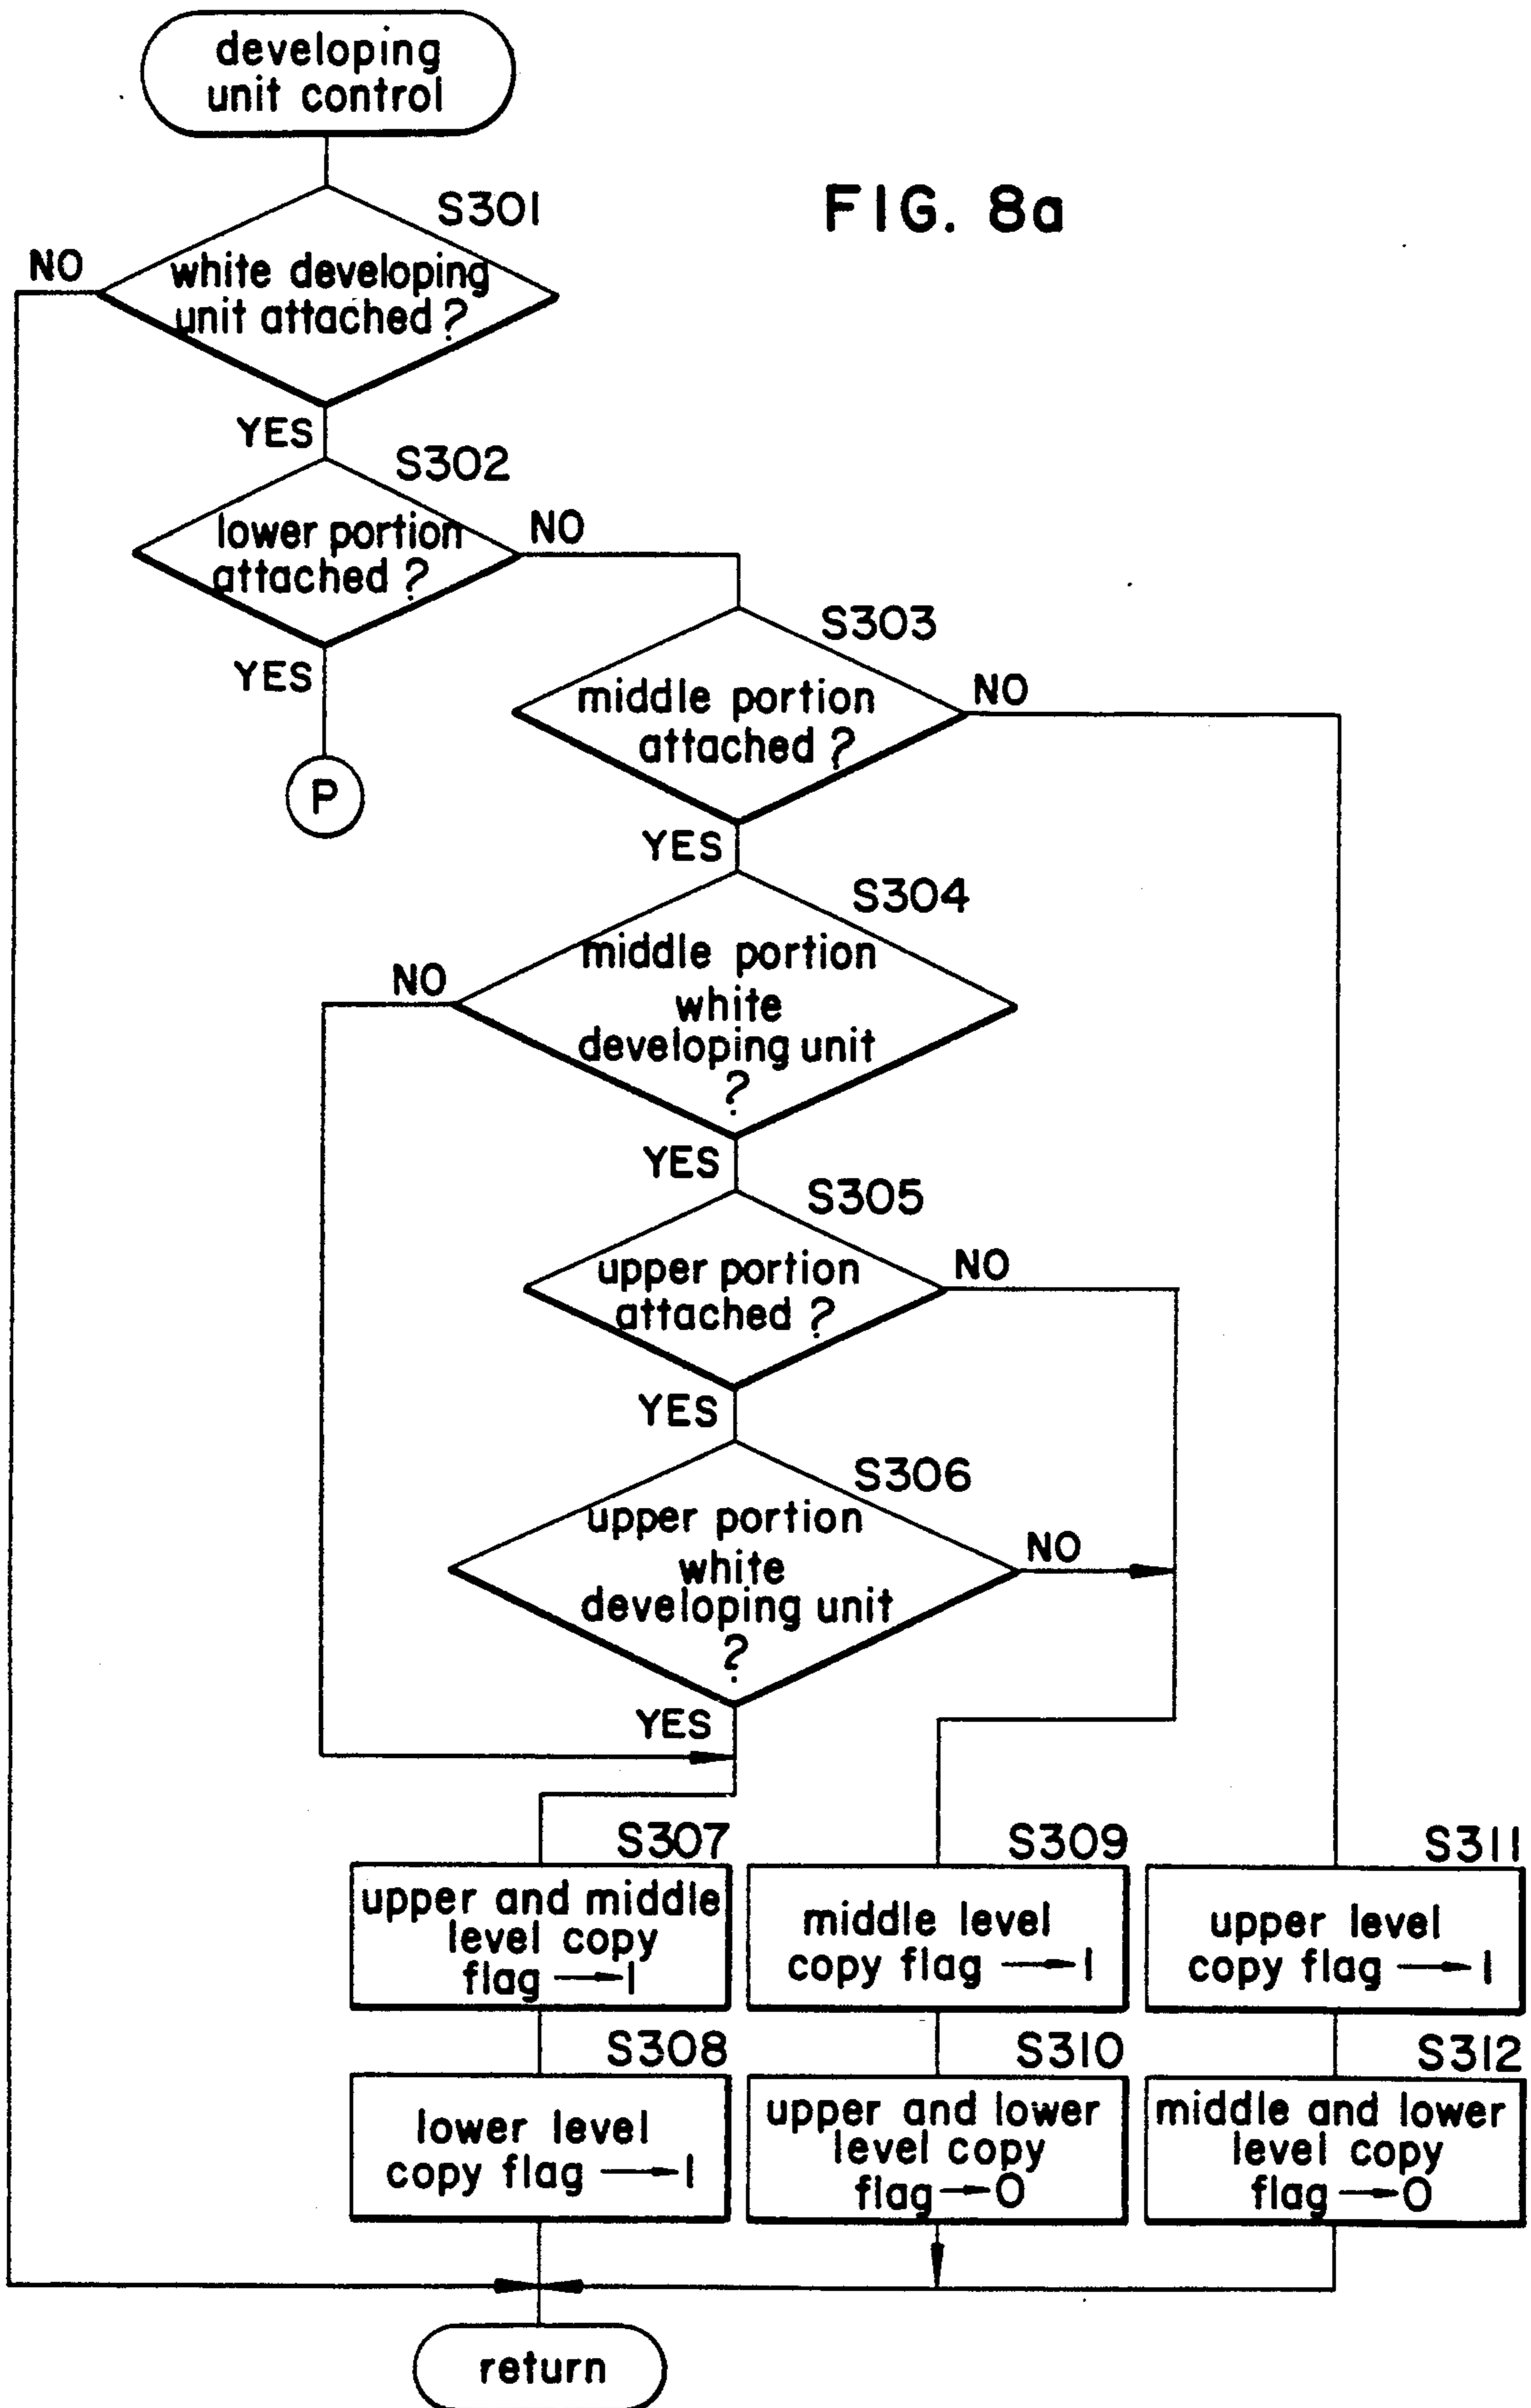 developing
unit control
FIG. 8a
S301
NO
white developing
unit attached?
YES
S302
lower portion
attached?
NO
YES
P
S303
middle portion
attached?
NO
YES
S304
middle portion
white
developing unit
?
NO
YES
S305
upper portion
attached?
NO
YES
S306
upper portion
white
developing unit
?
NO
YES
S307
upper and middle
level copy
flag → 1
S309
middle level
copy flag → 1
S311
upper level
copy flag → 1
S308
lower level
copy flag → 1
S310
upper and lower
level copy
flag → 0
S312
middle and lower
level copy
flag → 0
return